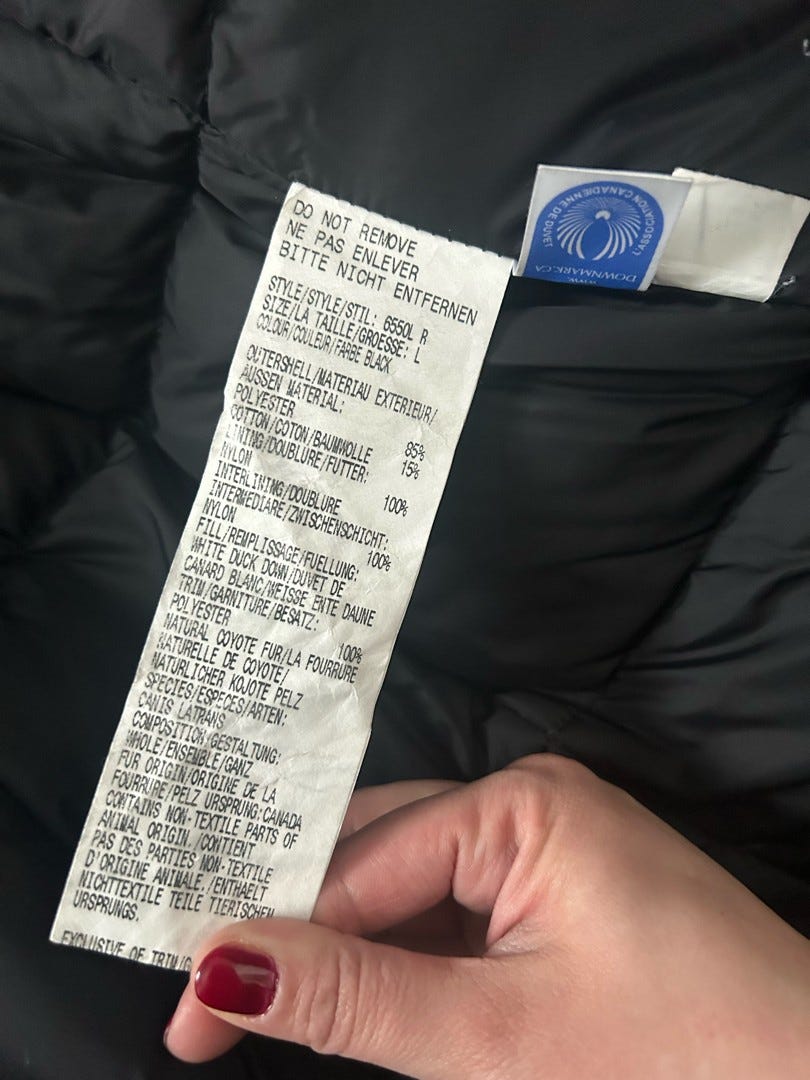 DO NOT REMOVE
NE PAS ENLEVER
BITTE NICHT ENTFERNEN
STYLE/STYLE/STIL: 6550L R
SIZE/LA TAILLE/GROESSE: L
COLOUR/COULEUR/FARBE BLACK
OUTERSHELL/MATERIAU EXTERIEUR/
AUSSEN MATERIAL:
POLYESTER 85%
COTTON/COTON/BAUMWOLLE 15%
LINING/DOUBLURE/FUTTER:
NYLON 100%
INTERLINING/DOUBLURE
INTERMEDIARE/ZWISCHENSCHICHT:
NYLON 100%
FILL/REMPLISSAGE/FUELLUNG:
WHITE DUCK DOWN/DUVET DE
CANARD BLANC/WEISSE ENTE DAUNE
TRIM/GARNITURE/BESATZ:
POLYESTER 100%
NATURAL COYOTE FUR/LA FOURRURE
NATURELLE DE COYOTE/
NATURLICHER KOJOTE PELZ
SPECIES/ESPECES/ARTEN:
CANIS LATRANS
COMPOSITION/GESTALTUNG:
WHOLE/ENSEMBLE/GANZ
FUR ORIGIN/ORIGINE DE LA
FOURRURE/PELZ URSPRUNG:CANADA
CONTAINS NON-TEXTILE PARTS OF
ANIMAL ORIGIN./CONTIENT
PAS DES PARTIES NON-TEXTILE
D'ORIGINE ANIMALE./ENTHAELT
NICHTTEXTILE TEILE TIERISCHEN
URSPRUNGS.
EXCLUSIVE OF TRIM/
L'ASSOCIATION CANADIENNE DE DUVET
WWW.
DOWNMARK.CA